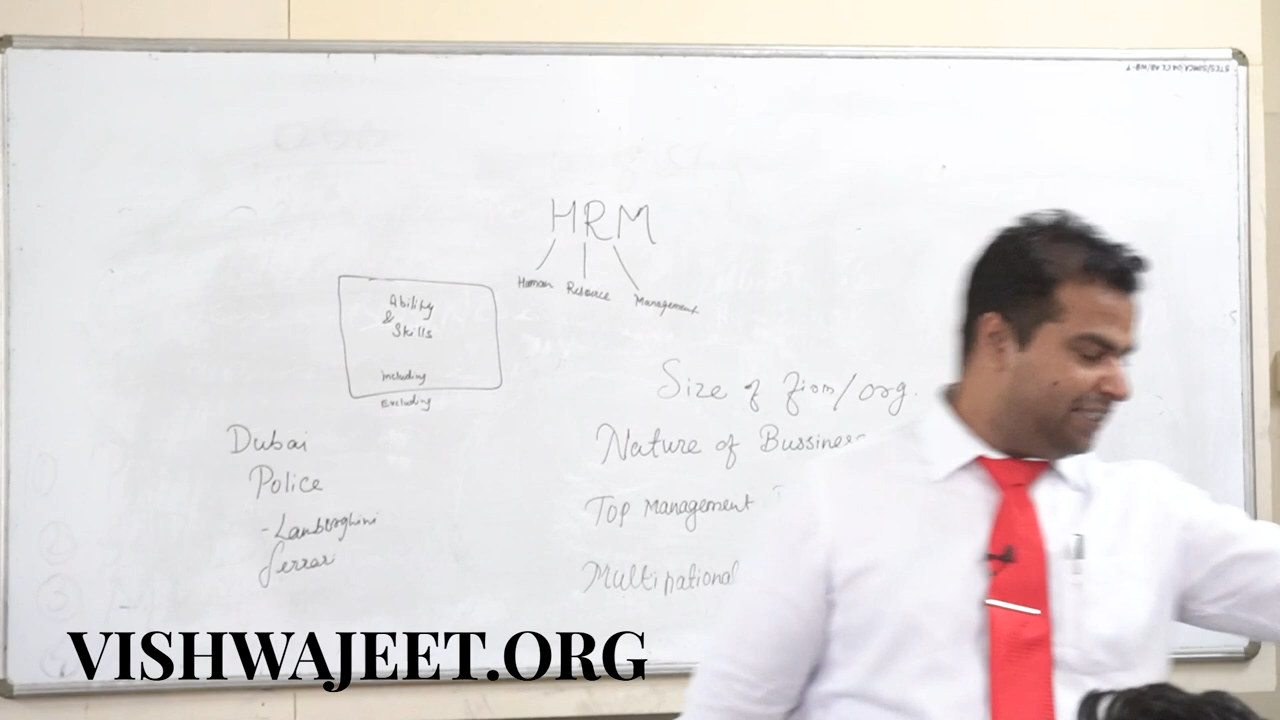 HRM
Human Resource Management
Ability
&
Skills
Including
Excluding
Size of firm/org.
Nature of Bussiness
Top Management
Multinational
Dubai
Police
-Lamborghini
ferrari
VISHWAJEET.ORG